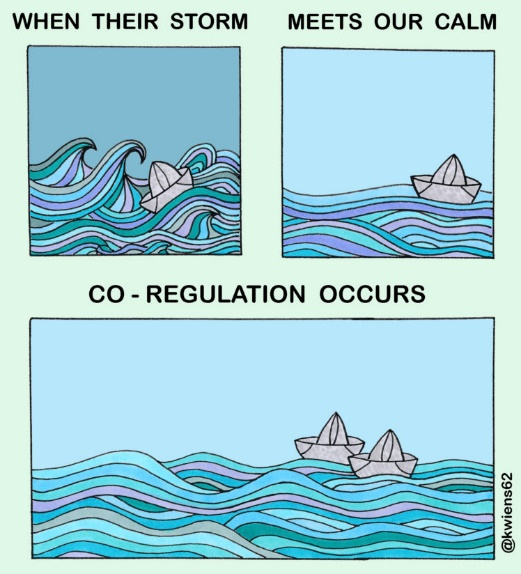 WHEN THEIR STORM
MEETS OUR CALM
CO - REGULATION OCCURS
@kwiens62